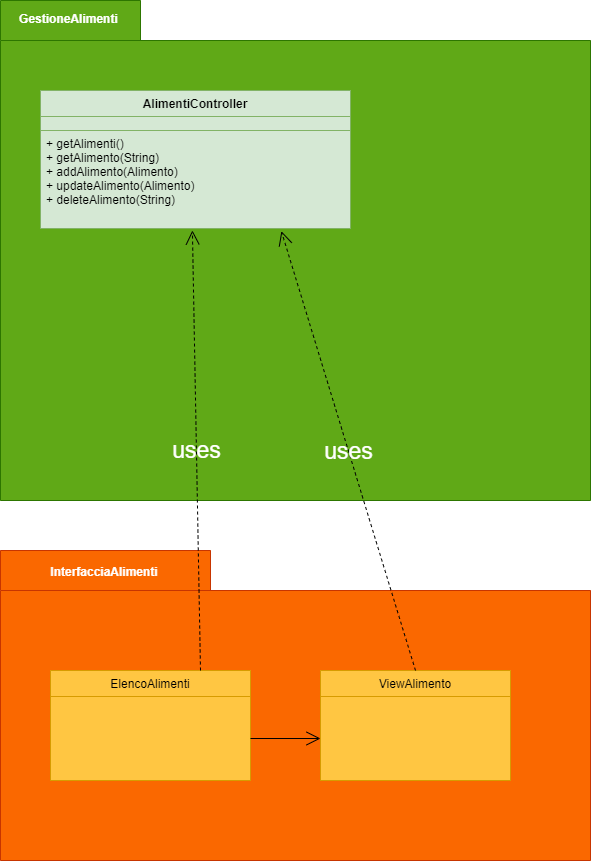 GestioneAlimenti
AlimentiController
+ getAlimenti()
+ getAlimento(String)
+ addAlimento(Alimento)
+ updateAlimento(Alimento)
+ deleteAlimento(String)
uses
uses
InterfacciaAlimenti
ElencoAlimenti
ViewAlimento